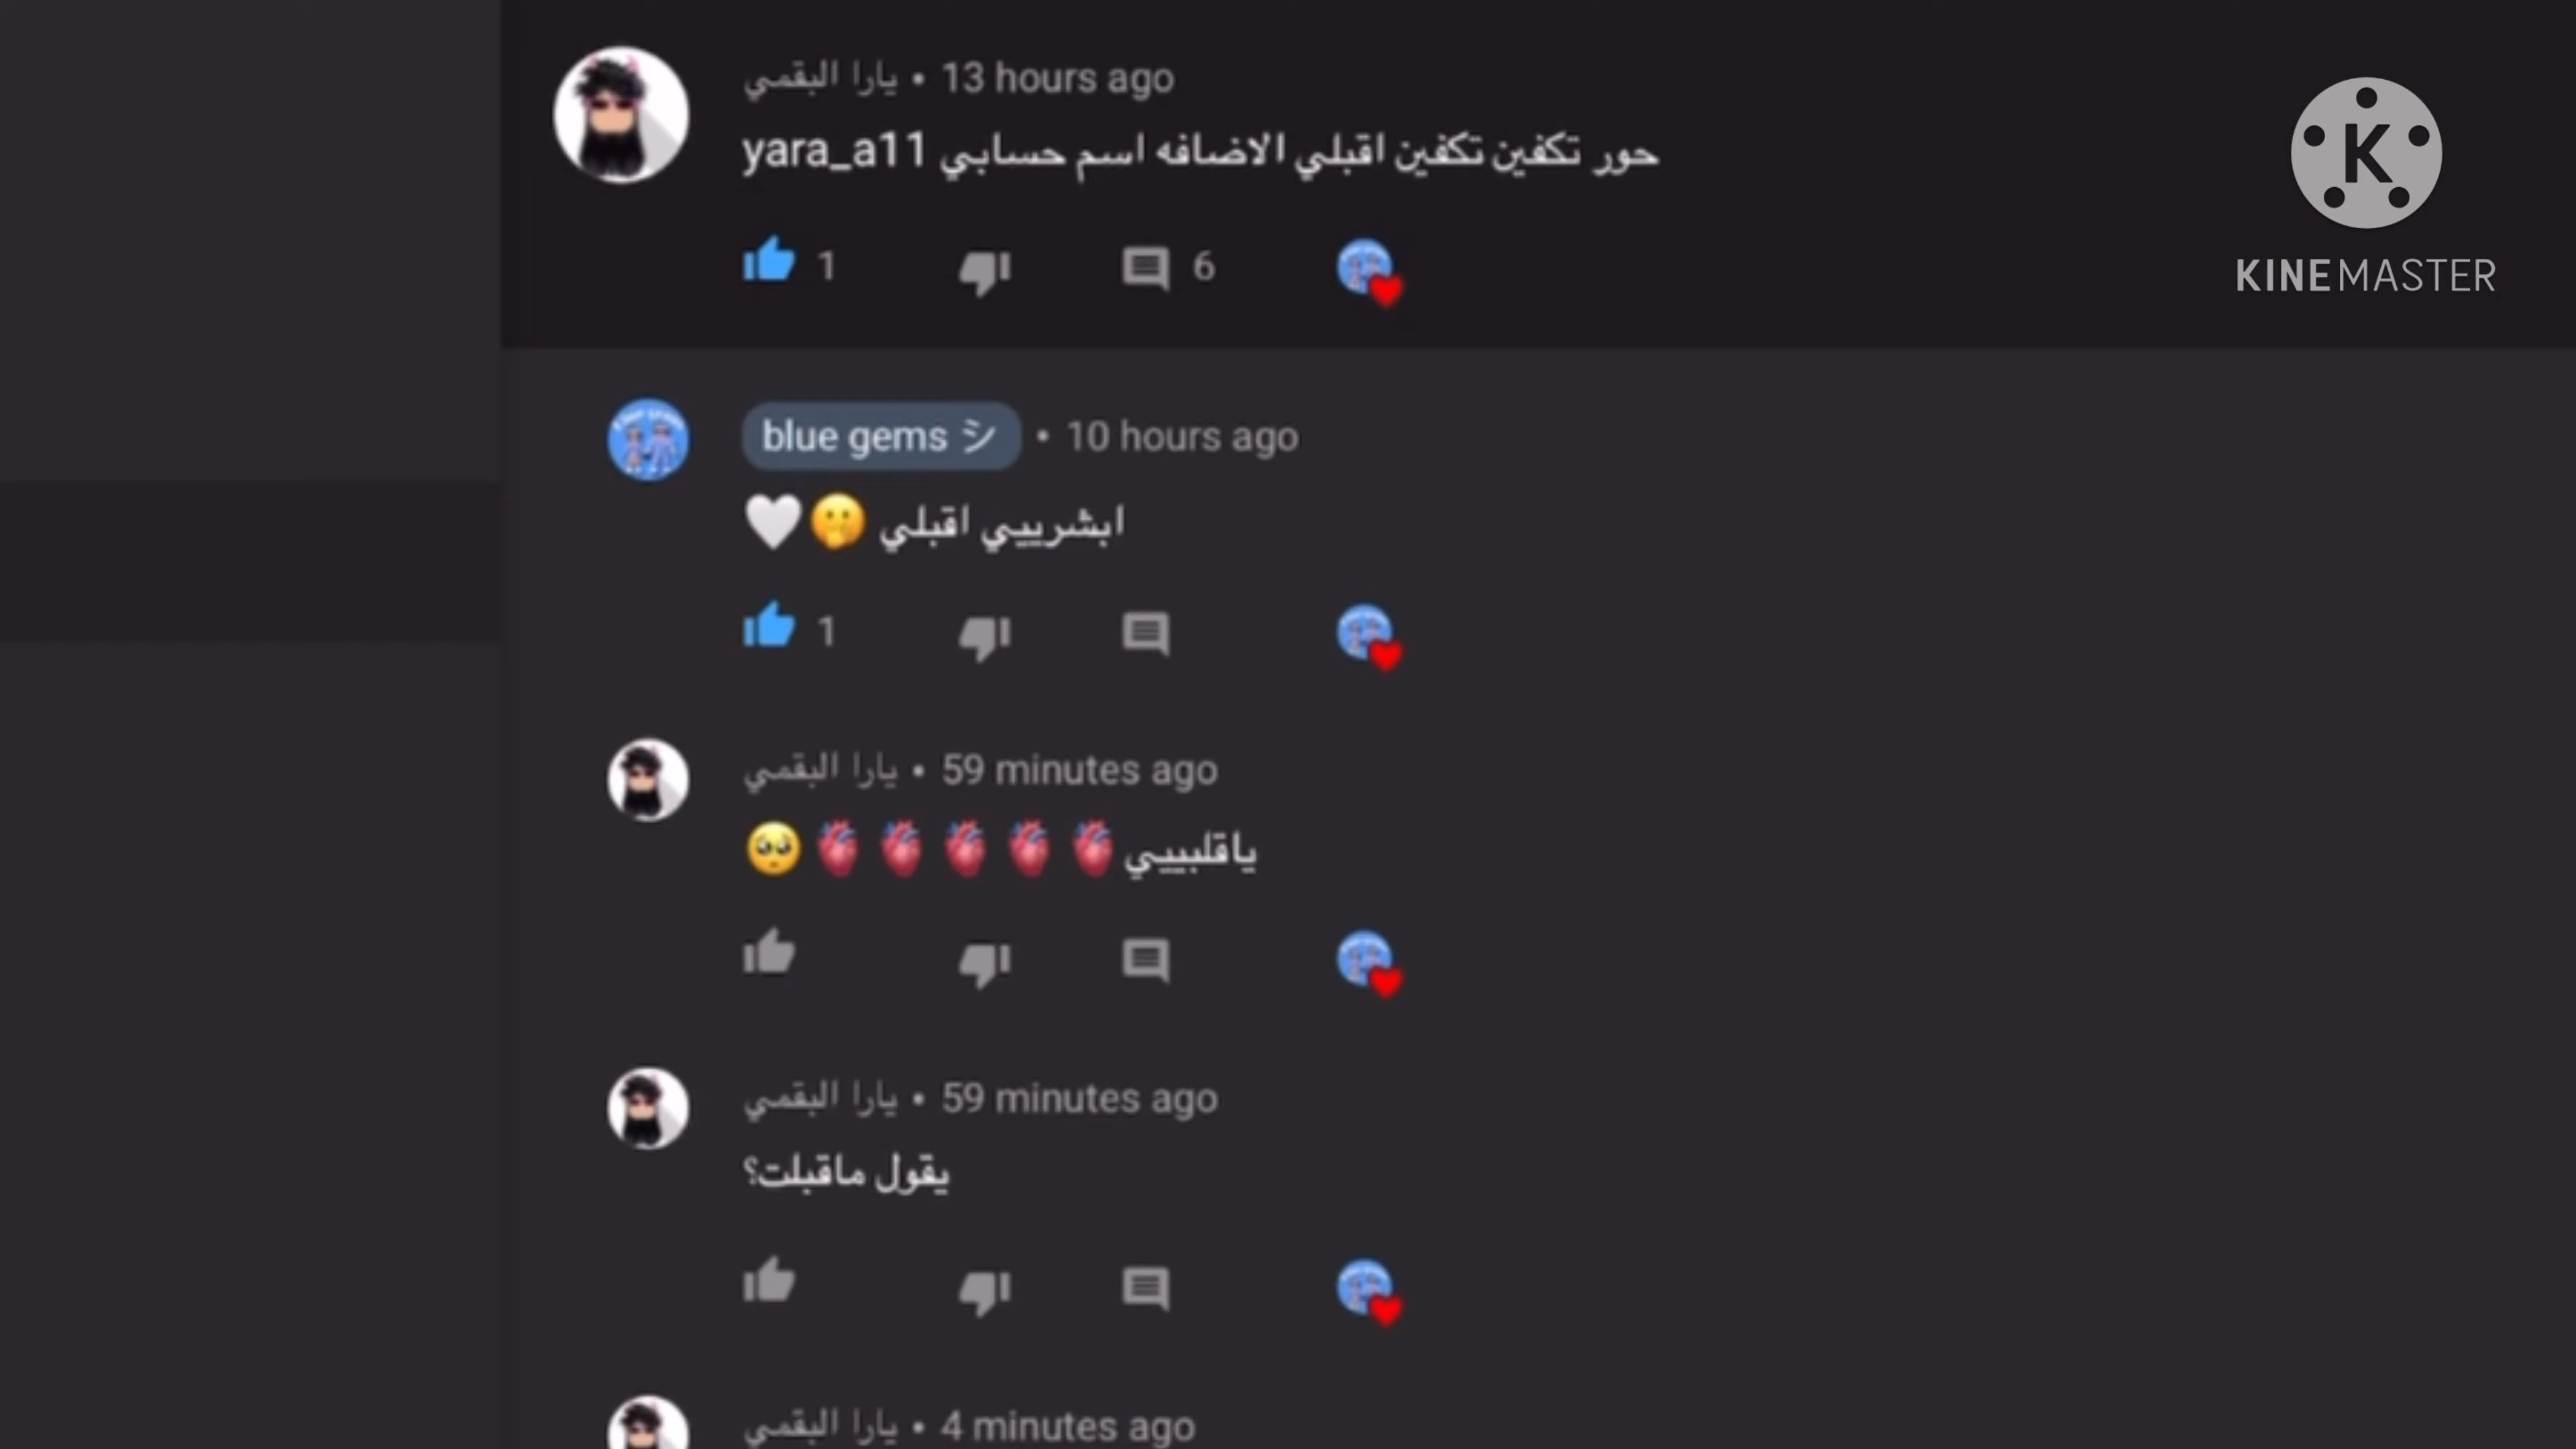 يارا البقمي • 13 hours ago
حور تكفين تكفين اقبلي الاضافه اسم حسابي yara_a11
1
6
KINEMASTER
blue gems シ • 10 hours ago
ابشرييي اقبلي 🤭🤍
1
يارا البقمي • 59 minutes ago
ياقلبييي🫀🫀🫀🫀🫀🥺
يارا البقمي • 59 minutes ago
يقول ماقبلت؟
يارا البقمي • 4 minutes ago